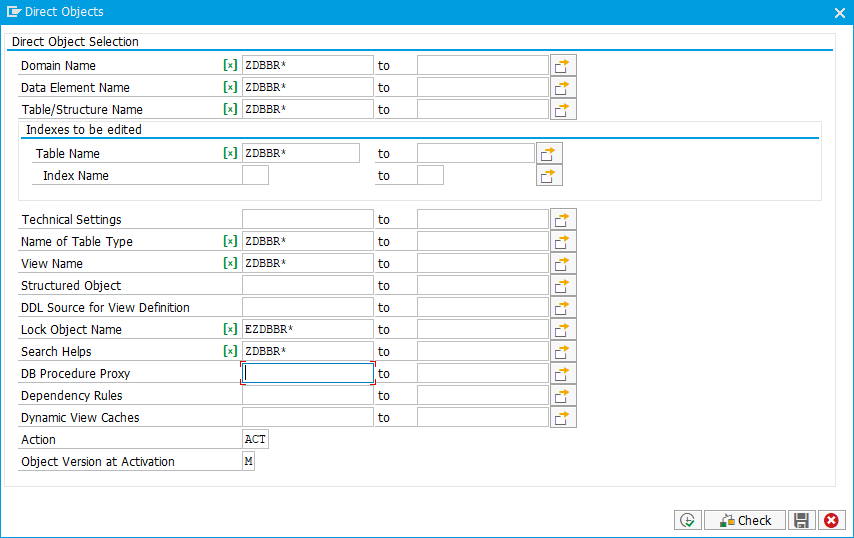 Direct Objects
Direct Object Selection
Domain Name [x] ZDBBR* to
Data Element Name [x] ZDBBR* to
Table/Structure Name [x] ZDBBR* to
Indexes to be edited
Table Name [x] ZDBBR* to
Index Name to
Technical Settings to
Name of Table Type [x] ZDBBR* to
View Name [x] ZDBBR* to
Structured Object to
DDL Source for View Definition to
Lock Object Name [x] EZDBBR* to
Search Helps [x] ZDBBR* to
DB Procedure Proxy to
Dependency Rules to
Dynamic View Caches to
Action ACT
Object Version at Activation M
Check